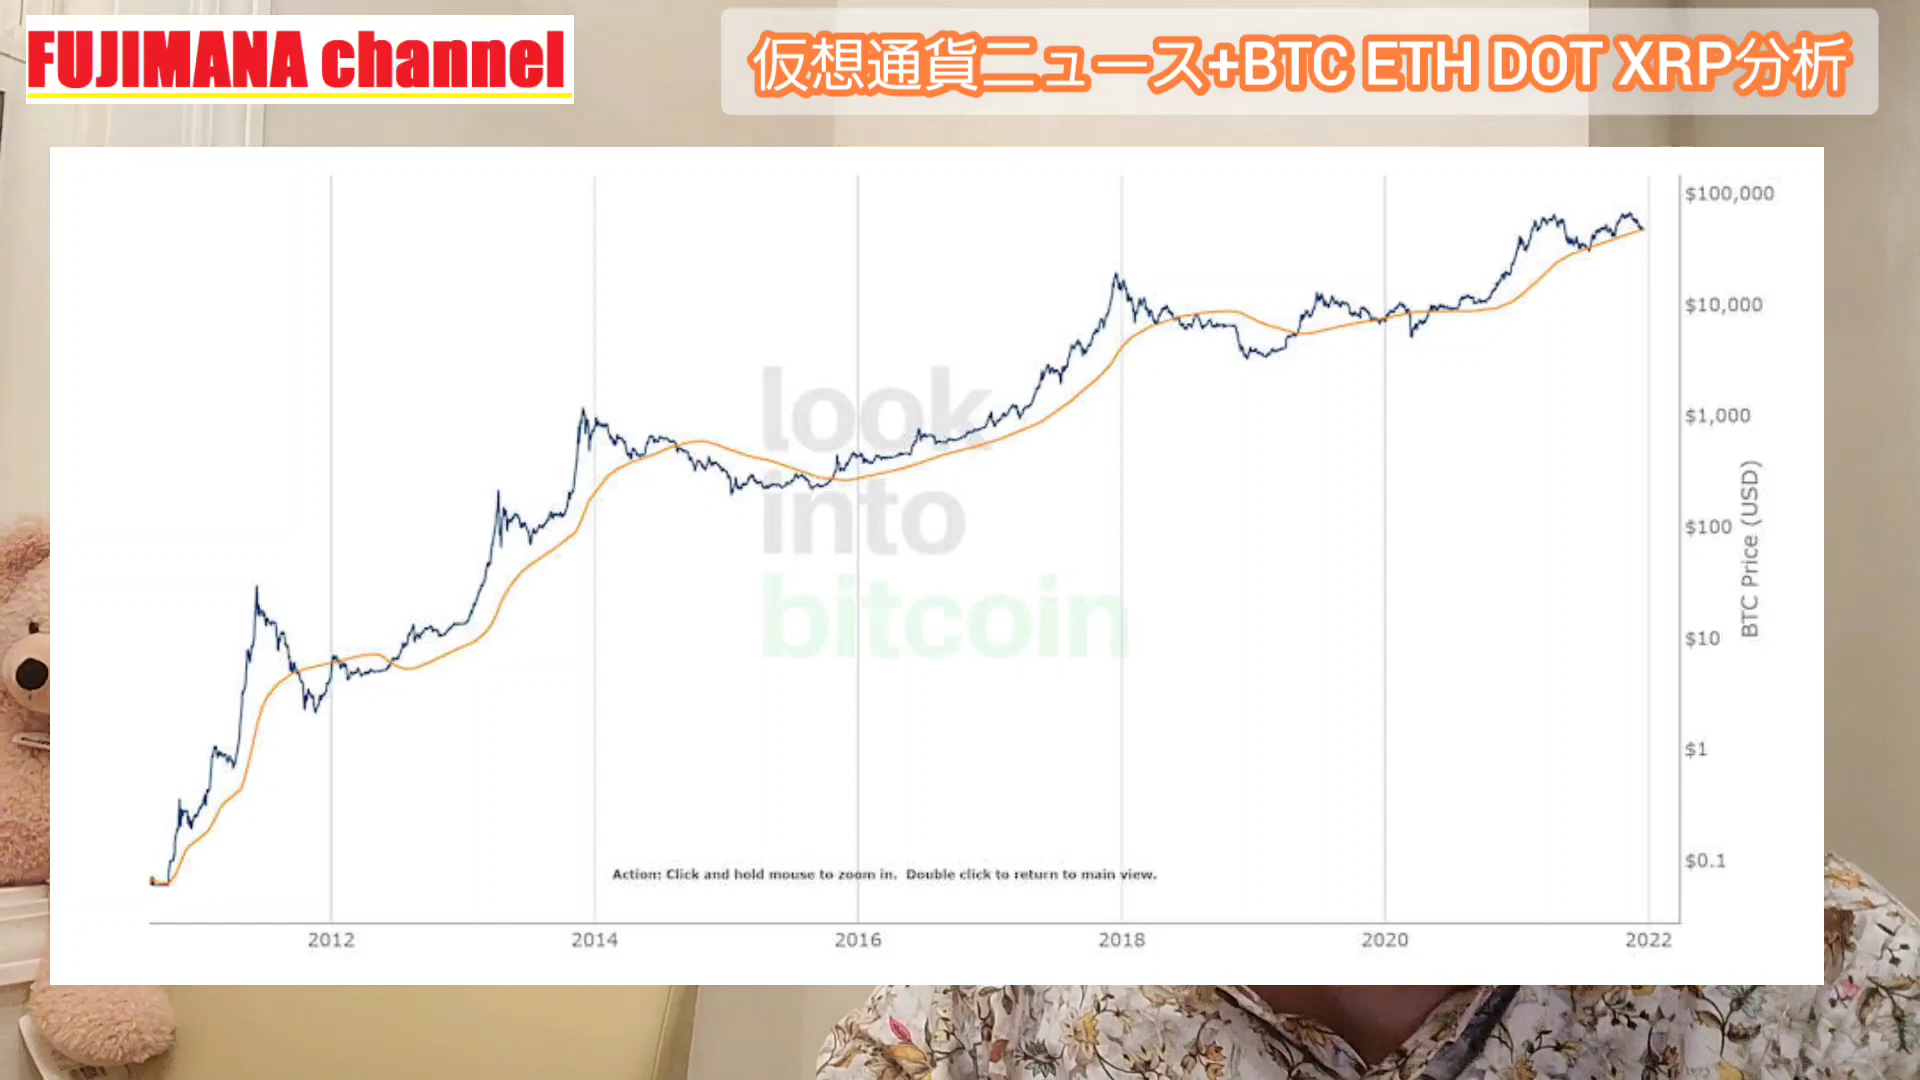 FUJIMANA channel
仮想通貨ニュース+BTC ETH DOT XRP分析
$100,000
$10,000
$1,000
$100
$10
$1
$0.1
BTC Price (USD)
look
into
bitcoin
Action: Click and hold mouse to zoom in. Double click to return to main view.
2012
2014
2016
2018
2020
2022